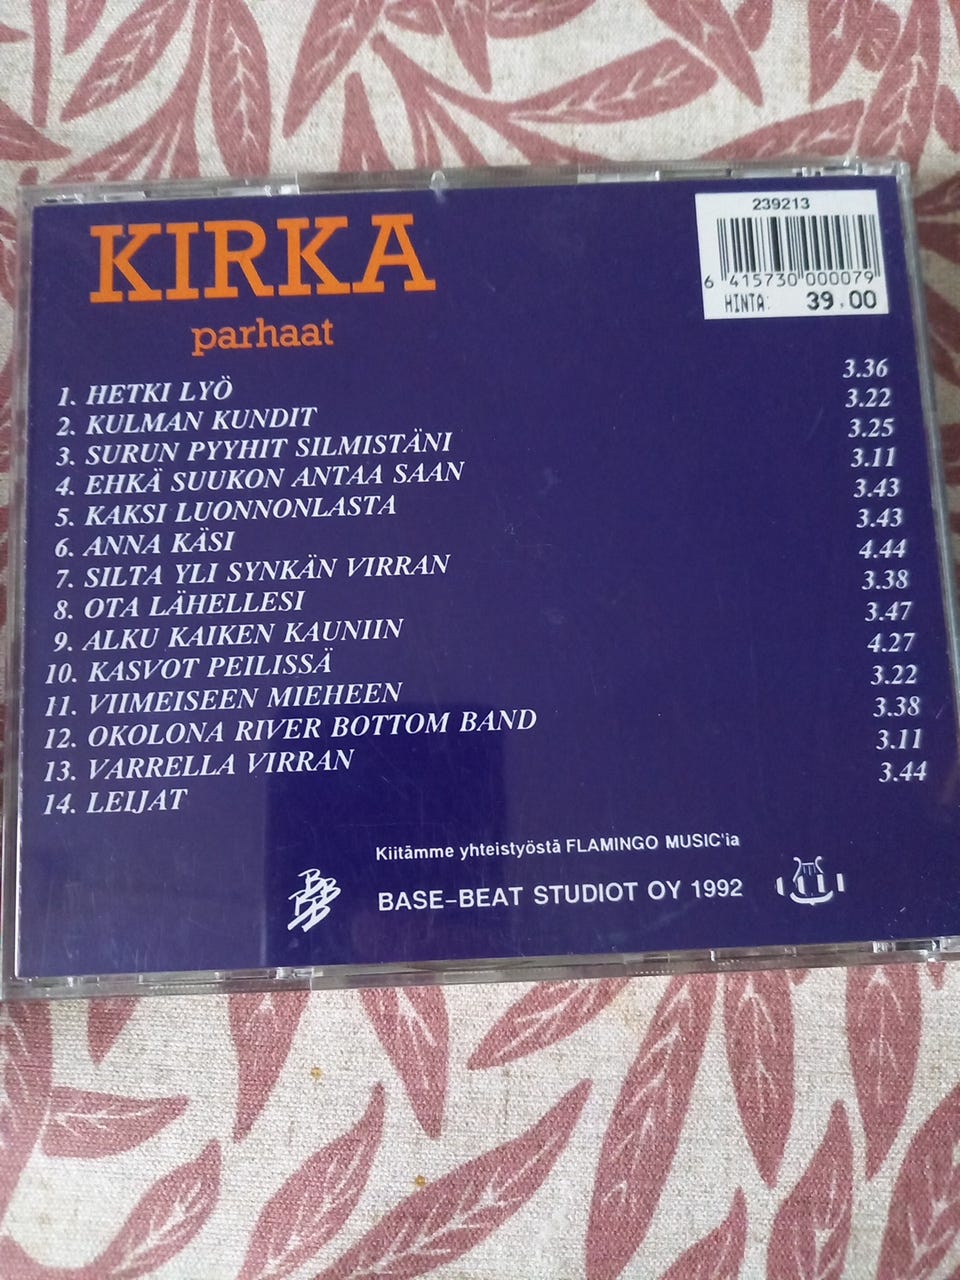 239213
6 415730 000079
HINTA: 39.00
KIRKA
parhaat
1. HETKI LYÖ 3.36
2. KULMAN KUNDIT 3.22
3. SURUN PYYHIT SILMISTÄNI 3.25
4. EHKÄ SUUKON ANTAA SAAN 3.11
5. KAKSI LUONNONLASTA 3.43
6. ANNA KÄSI 3.43
7. SILTA YLI SYNKÄN VIRRAN 4.44
8. OTA LÄHELLESI 3.38
9. ALKU KAIKEN KAUNIIN 3.47
10. KASVOT PEILISSÄ 4.27
11. VIIMEISEEN MIEHEEN 3.22
12. OKOLONA RIVER BOTTOM BAND 3.38
13. VARRELLA VIRRAN 3.11
14. LEIJAT 3.44
Kiitämme yhteistyöstä FLAMINGO MUSIC'ia
BASE-BEAT STUDIOT OY 1992